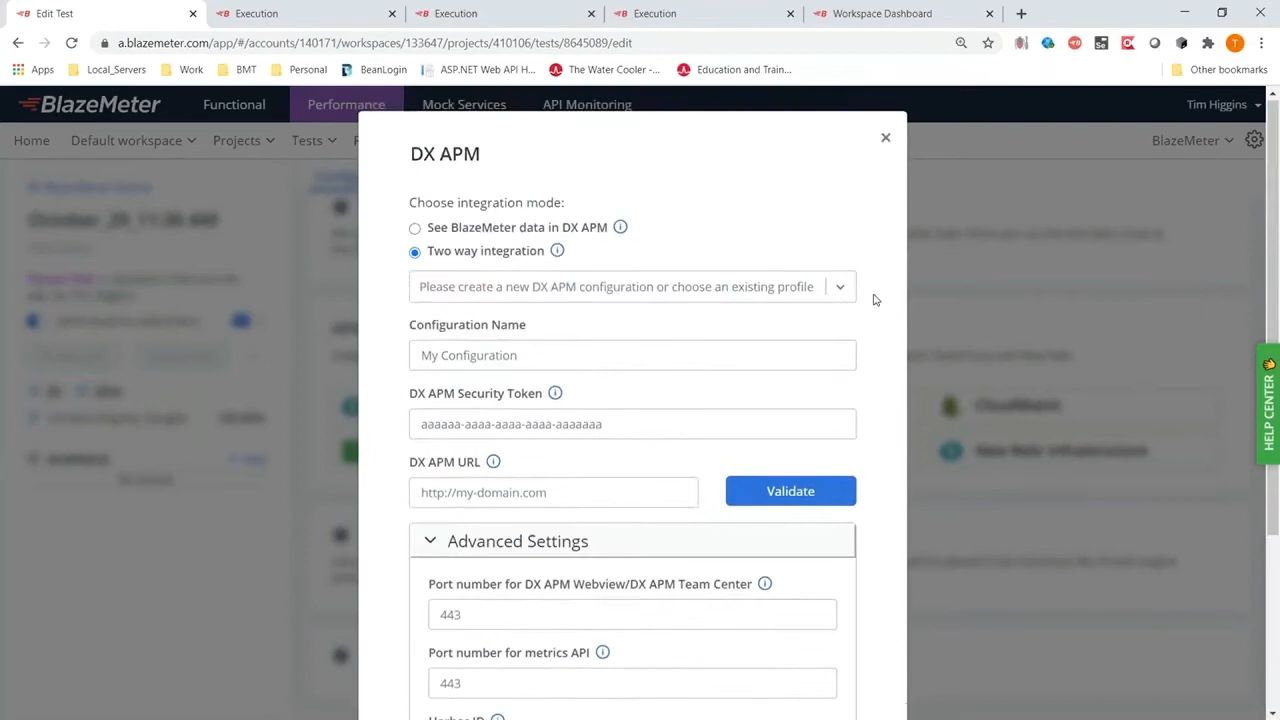 Edit Test
Execution
Execution
Execution
Workspace Dashboard
a.blazemeter.com/app/#/accounts/140171/workspaces/133647/projects/410106/tests/8645089/edit
T
Apps
Local_Servers
Work
BMT
Personal
BeanLogin
ASP.NET Web API H...
The Water Cooler -...
Education and Train...
Other bookmarks
BlazeMeter
Functional
Performance
Mock Services
API Monitoring
Tim Higgins
Home
Default workspace
Projects
Tests
BlazeMeter
DX APM
Choose integration mode:
See BlazeMeter data in DX APM
Two way integration
Please create a new DX APM configuration or choose an existing profile
Configuration Name
My Configuration
DX APM Security Token
aaaaaa-aaaa-aaaa-aaaa-aaaaaaa
DX APM URL
http://my-domain.com
Validate
Advanced Settings
Port number for DX APM Webview/DX APM Team Center
443
Port number for metrics API
443
HELP CENTER